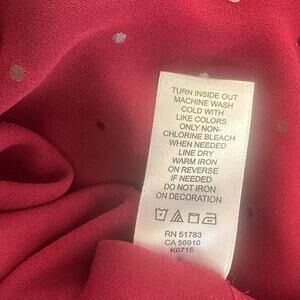 TURN INSIDE OUT
MACHINE WASH
COLD WITH
LIKE COLORS
ONLY NON-
CHLORINE BLEACH
WHEN NEEDED
LINE DRY
WARM IRON
ON REVERSE
IF NEEDED
DO NOT IRON
ON DECORATION
RN 51783
CA 56910
K0715